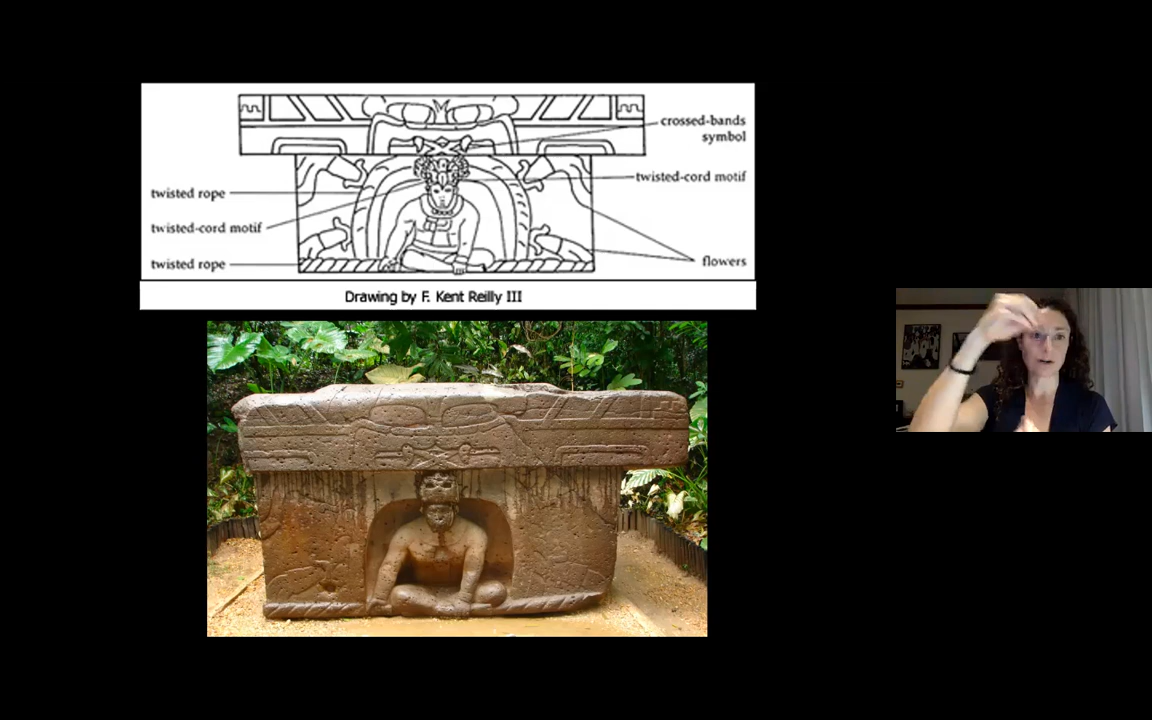 crossed-bands
symbol
twisted-cord motif
twisted rope
twisted-cord motif
twisted rope
flowers
Drawing by F. Kent Reilly III